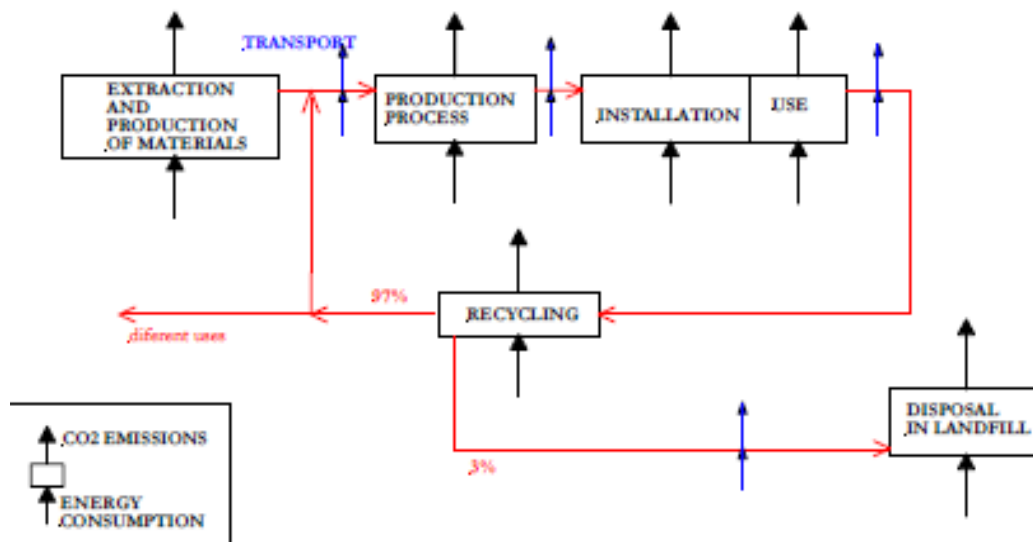 TRANSPORT
EXTRACTION
AND
PRODUCTION
OF MATERIALS
PRODUCTION
PROCESS
INSTALLATION
USE
97%
RECYCLING
diferent uses
3%
DISPOSAL
IN LANDFILL
CO2 EMISSIONS
ENERGY
CONSUMPTION